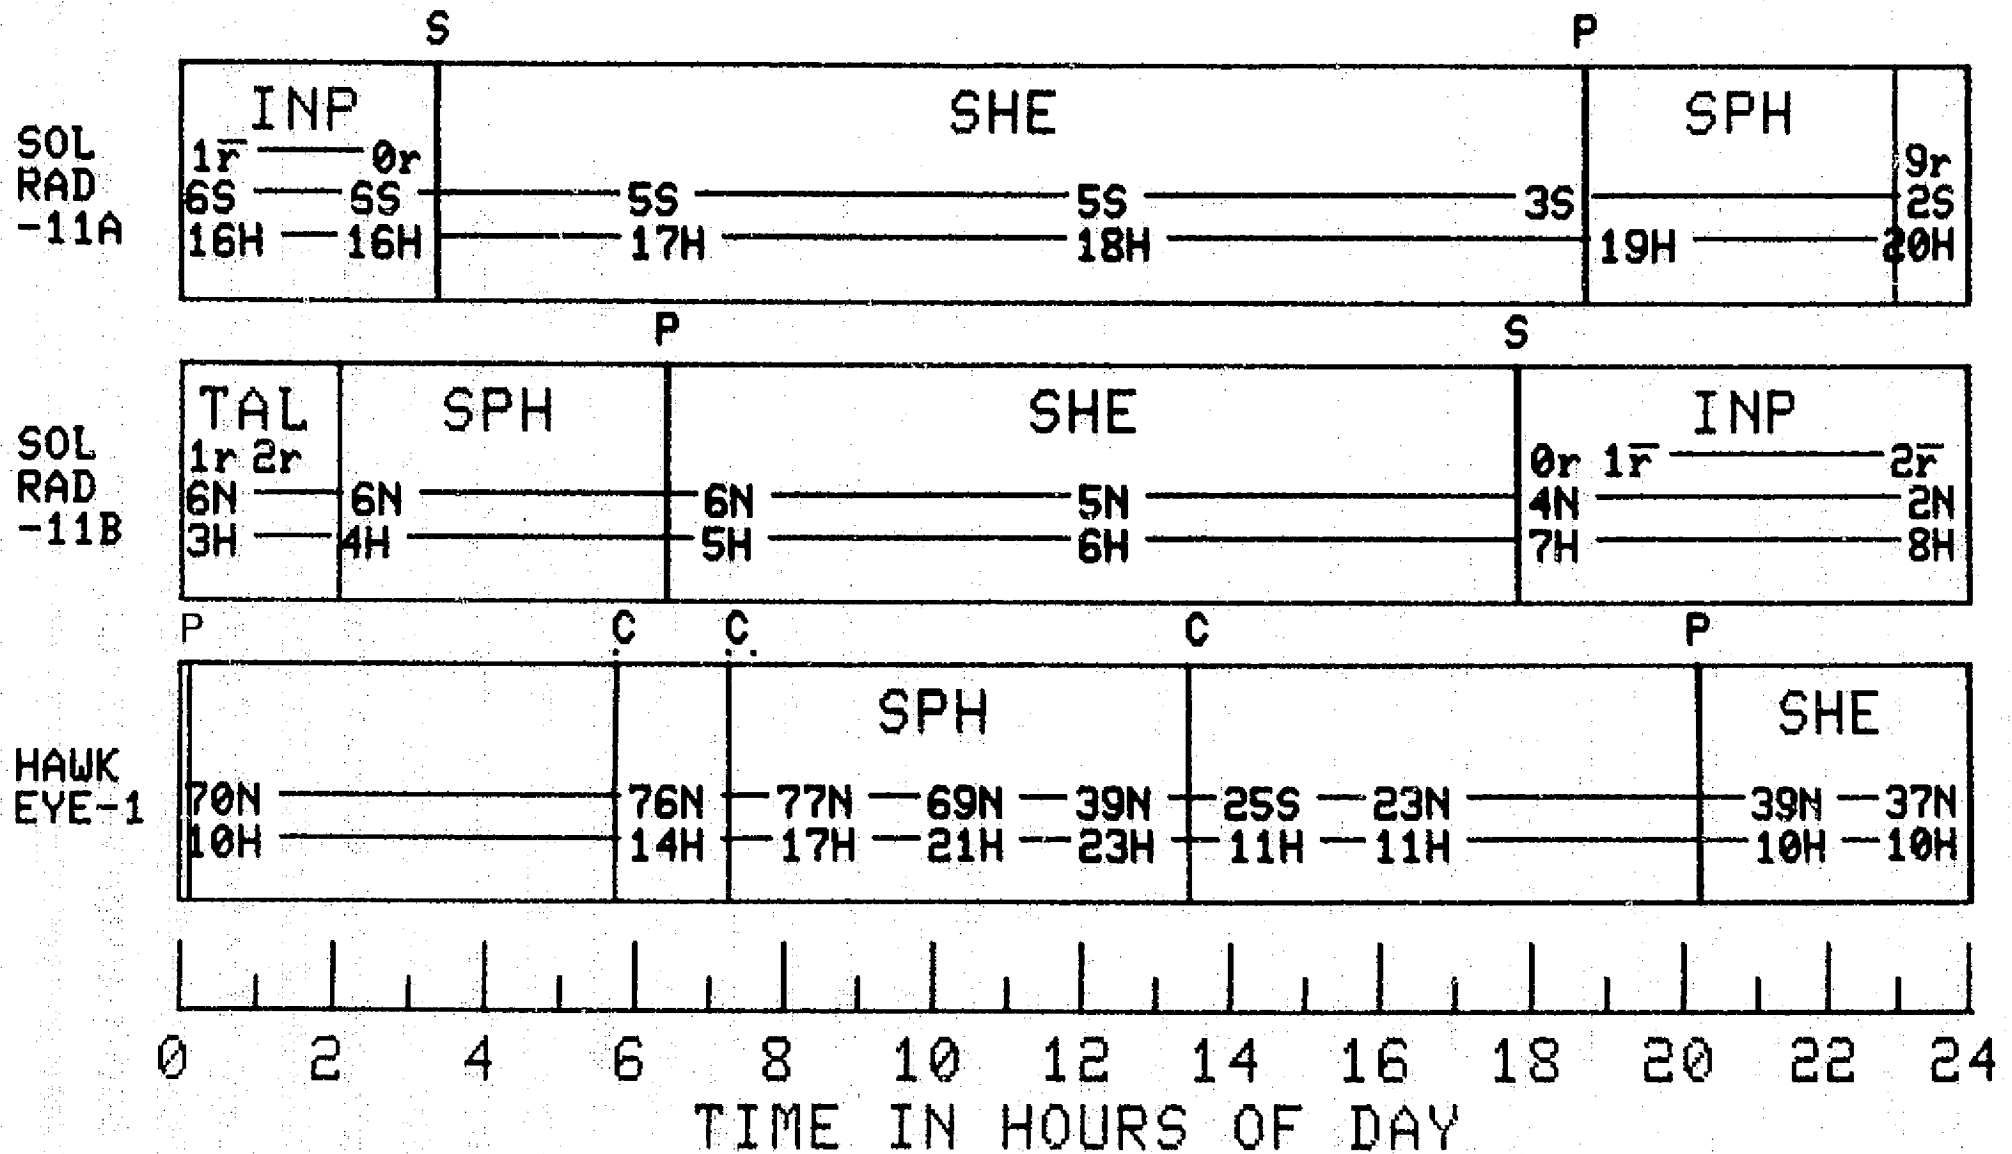 S P
INP SHE SPH
SOL 1r̅ 0r 9r
RAD 6S 6S 5S 5S 3S 2S
-11A 16H 16H 17H 18H 19H 20H
P S
TAL SPH SHE INP
SOL 1r 2r 0r 1r̅ 2r̅
RAD 6N 6N 6N 5N 4N 2N
-11B 3H 4H 5H 6H 7H 8H
P C C C P
SPH SHE
HAWK
EYE-1 70N 76N 77N 69N 39N 25S 23N 39N 37N
10H 14H 17H 21H 23H 11H 11H 10H 10H
0 2 4 6 8 10 12 14 16 18 20 22 24
TIME IN HOURS OF DAY